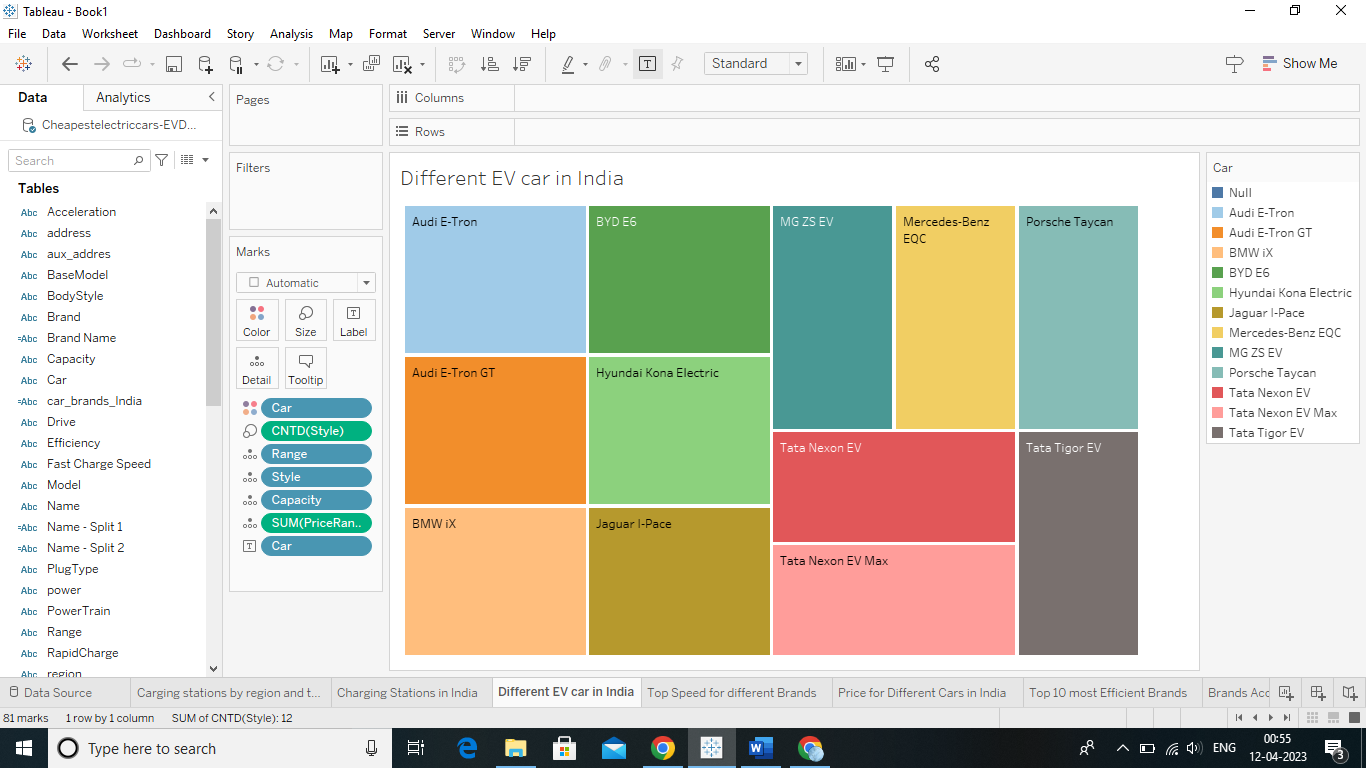 Tableau - Book1
File Data Worksheet Dashboard Story Analysis Map Format Server Window Help
Standard
Show Me
Data Analytics
Cheapestelectriccars-EVD...
Search
Tables
Abc Acceleration
Abc address
Abc aux_addres
Abc BaseModel
Abc BodyStyle
Abc Brand
=Abc Brand Name
Abc Capacity
Abc Car
=Abc car_brands_India
Abc Drive
Abc Efficiency
Abc Fast Charge Speed
Abc Model
Abc Name
=Abc Name - Split 1
=Abc Name - Split 2
Abc PlugType
Abc power
Abc PowerTrain
Abc Range
Abc RapidCharge
Abc region
Pages
Filters
Marks
Automatic
Color Size Label
Detail Tooltip
Car
CNTD(Style)
Range
Style
Capacity
SUM(PriceRan..
Car
Columns
Rows
Different EV car in India
Audi E-Tron
BYD E6
MG ZS EV
Mercedes-Benz
EQC
Porsche Taycan
Audi E-Tron GT
Hyundai Kona Electric
Tata Nexon EV
Tata Tigor EV
BMW iX
Jaguar I-Pace
Tata Nexon EV Max
Car
Null
Audi E-Tron
Audi E-Tron GT
BMW iX
BYD E6
Hyundai Kona Electric
Jaguar I-Pace
Mercedes-Benz EQC
MG ZS EV
Porsche Taycan
Tata Nexon EV
Tata Nexon EV Max
Tata Tigor EV
Data Source Carging stations by region and t... Charging Stations in India Different EV car in India Top Speed for different Brands Price for Different Cars in India Top 10 most Efficient Brands Brands Acc
81 marks 1 row by 1 column SUM of CNTD(Style): 12
Type here to search
ENG
00:55
12-04-2023
3